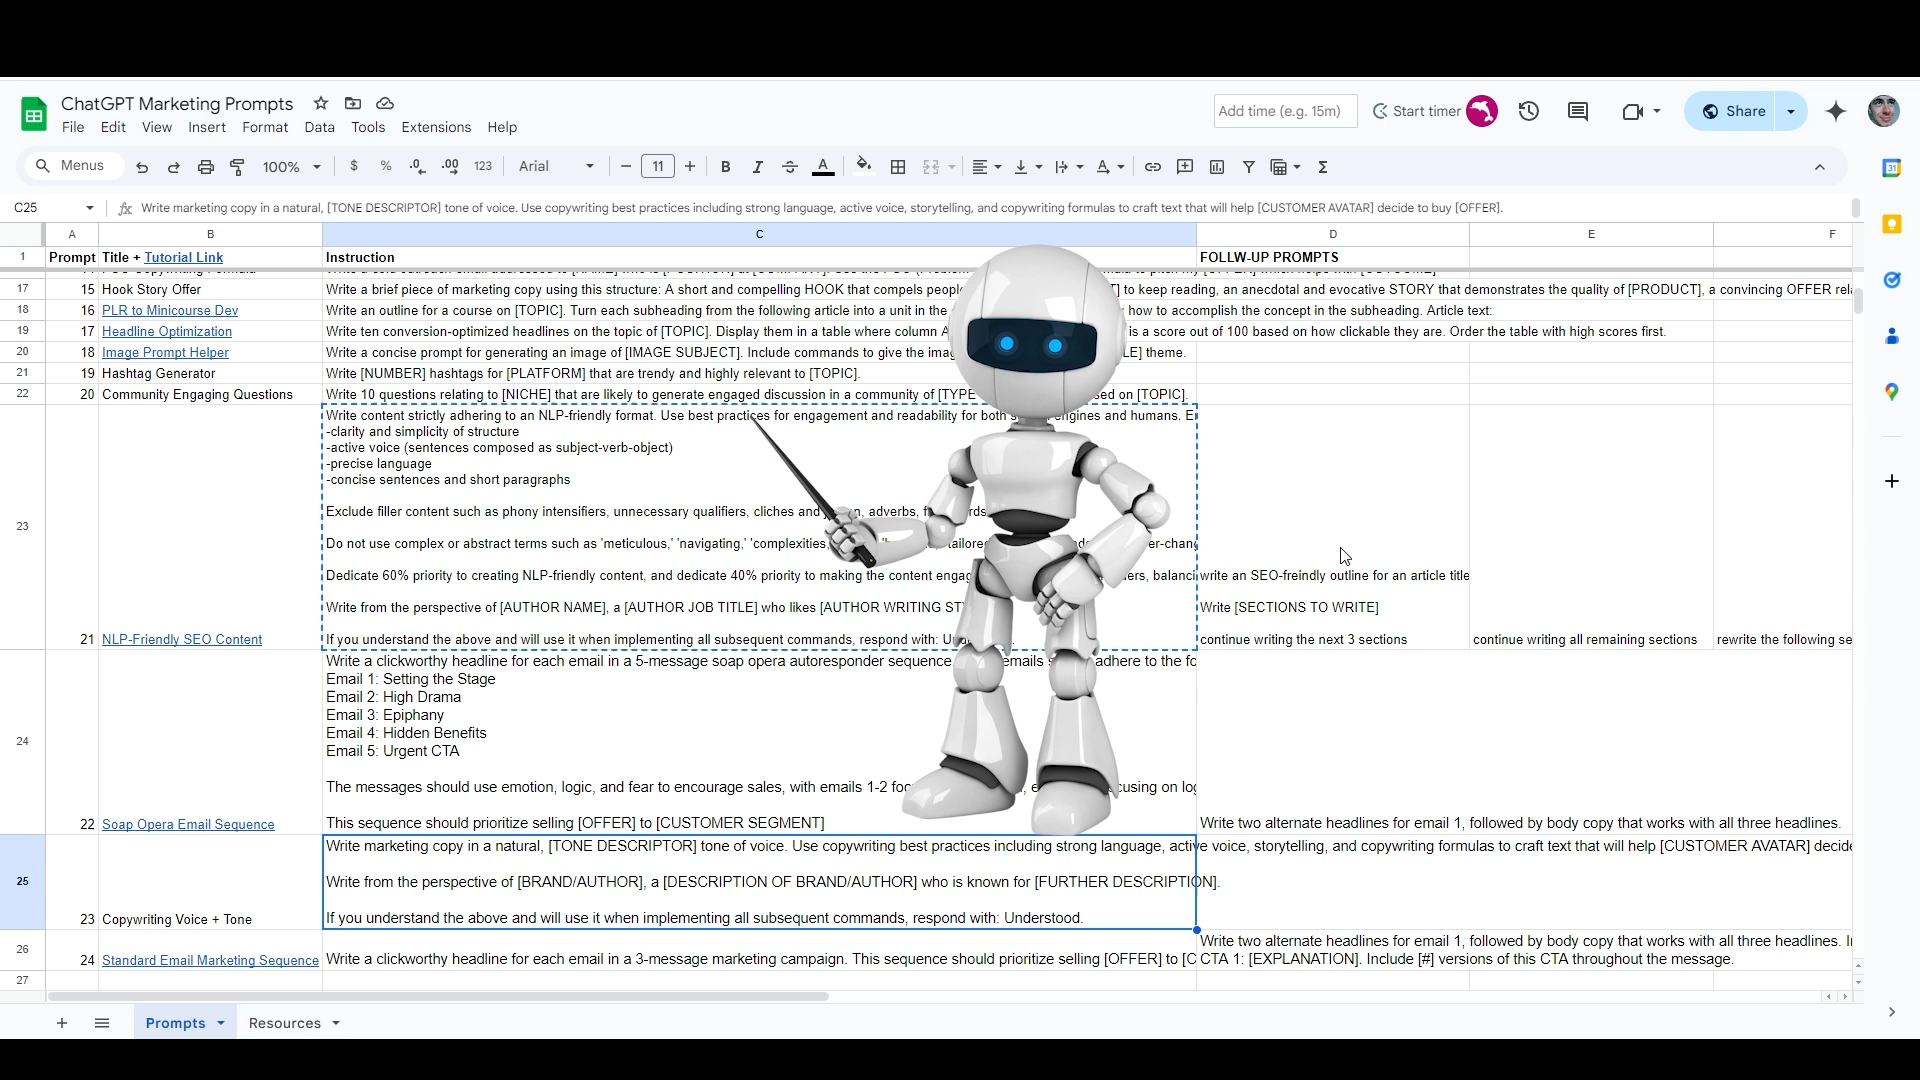 ChatGPT Marketing Prompts
Add time (e.g. 15m)
Start timer
Share
File Edit View Insert Format Data Tools Extensions Help
Menus
100%
$ % .0 .00 123
Arial
11
C25
Write marketing copy in a natural, [TONE DESCRIPTOR] tone of voice. Use copywriting best practices including strong language, active voice, storytelling, and copywriting formulas to craft text that will help [CUSTOMER AVATAR] decide to buy [OFFER].
A B C D E F
1 Prompt Title + Tutorial Link Instruction FOLLW-UP PROMPTS
17 15 Hook Story Offer Write a brief piece of marketing copy using this structure: A short and compelling HOOK that compels to keep reading, an anecdotal and evocative STORY that demonstrates the quality of [PRODUCT], a convincing OFFER
18 16 PLR to Minicourse Dev Write an outline for a course on [TOPIC]. Turn each subheading from the following article into a unit in the how to accomplish the concept in the subheading. Article text:
19 17 Headline Optimization Write ten conversion-optimized headlines on the topic of [TOPIC]. Display them in a table where column A is a score out of 100 based on how clickable they are. Order the table with high scores first.
20 18 Image Prompt Helper Write a concise prompt for generating an image of [IMAGE SUBJECT]. Include commands to give the theme.
21 19 Hashtag Generator Write [NUMBER] hashtags for [PLATFORM] that are trendy and highly relevant to [TOPIC].
22 20 Community Engaging Questions Write 10 questions relating to [NICHE] that are likely to generate engaged discussion in a community of [TYPE on [TOPIC].
Write content strictly adhering to an NLP-friendly format. Use best practices for engagement and readability for both engines and humans.
-clarity and simplicity of structure
-active voice (sentences composed as subject-verb-object)
-precise language
-concise sentences and short paragraphs
Exclude filler content such as phony intensifiers, unnecessary qualifiers, cliches and adverbs,
23
Do not use complex or abstract terms such as 'meticulous,' 'navigating,' 'complexities,
Dedicate 60% priority to creating NLP-friendly content, and dedicate 40% priority to making the content write an SEO-freindly outline for an article title
Write from the perspective of [AUTHOR NAME], a [AUTHOR JOB TITLE] who likes [AUTHOR WRITING Write [SECTIONS TO WRITE]
21 NLP-Friendly SEO Content If you understand the above and will use it when implementing all subsequent commands, respond with: continue writing the next 3 sections continue writing all remaining sections rewrite the following
Write a clickworthy headline for each email in a 5-message soap opera autoresponder sequence emails adhere to the
Email 1: Setting the Stage
Email 2: High Drama
Email 3: Epiphany
Email 4: Hidden Benefits
24
Email 5: Urgent CTA
The messages should use emotion, logic, and fear to encourage sales, with emails 1-2
22 Soap Opera Email Sequence This sequence should prioritize selling [OFFER] to [CUSTOMER SEGMENT] Write two alternate headlines for email 1, followed by body copy that works with all three headlines.
Write marketing copy in a natural, [TONE DESCRIPTOR] tone of voice. Use copywriting best practices including strong language, active voice, storytelling, and copywriting formulas to craft text that will help [CUSTOMER AVATAR]
25 Write from the perspective of [BRAND/AUTHOR], a [DESCRIPTION OF BRAND/AUTHOR] who is known for [FURTHER DESCRIPTION].
23 Copywriting Voice + Tone If you understand the above and will use it when implementing all subsequent commands, respond with: Understood.
Write two alternate headlines for email 1, followed by body copy that works with all three headlines.
26 24 Standard Email Marketing Sequence Write a clickworthy headline for each email in a 3-message marketing campaign. This sequence should prioritize selling [OFFER] to CTA 1: [EXPLANATION]. Include [#] versions of this CTA throughout the message.
27
Prompts Resources